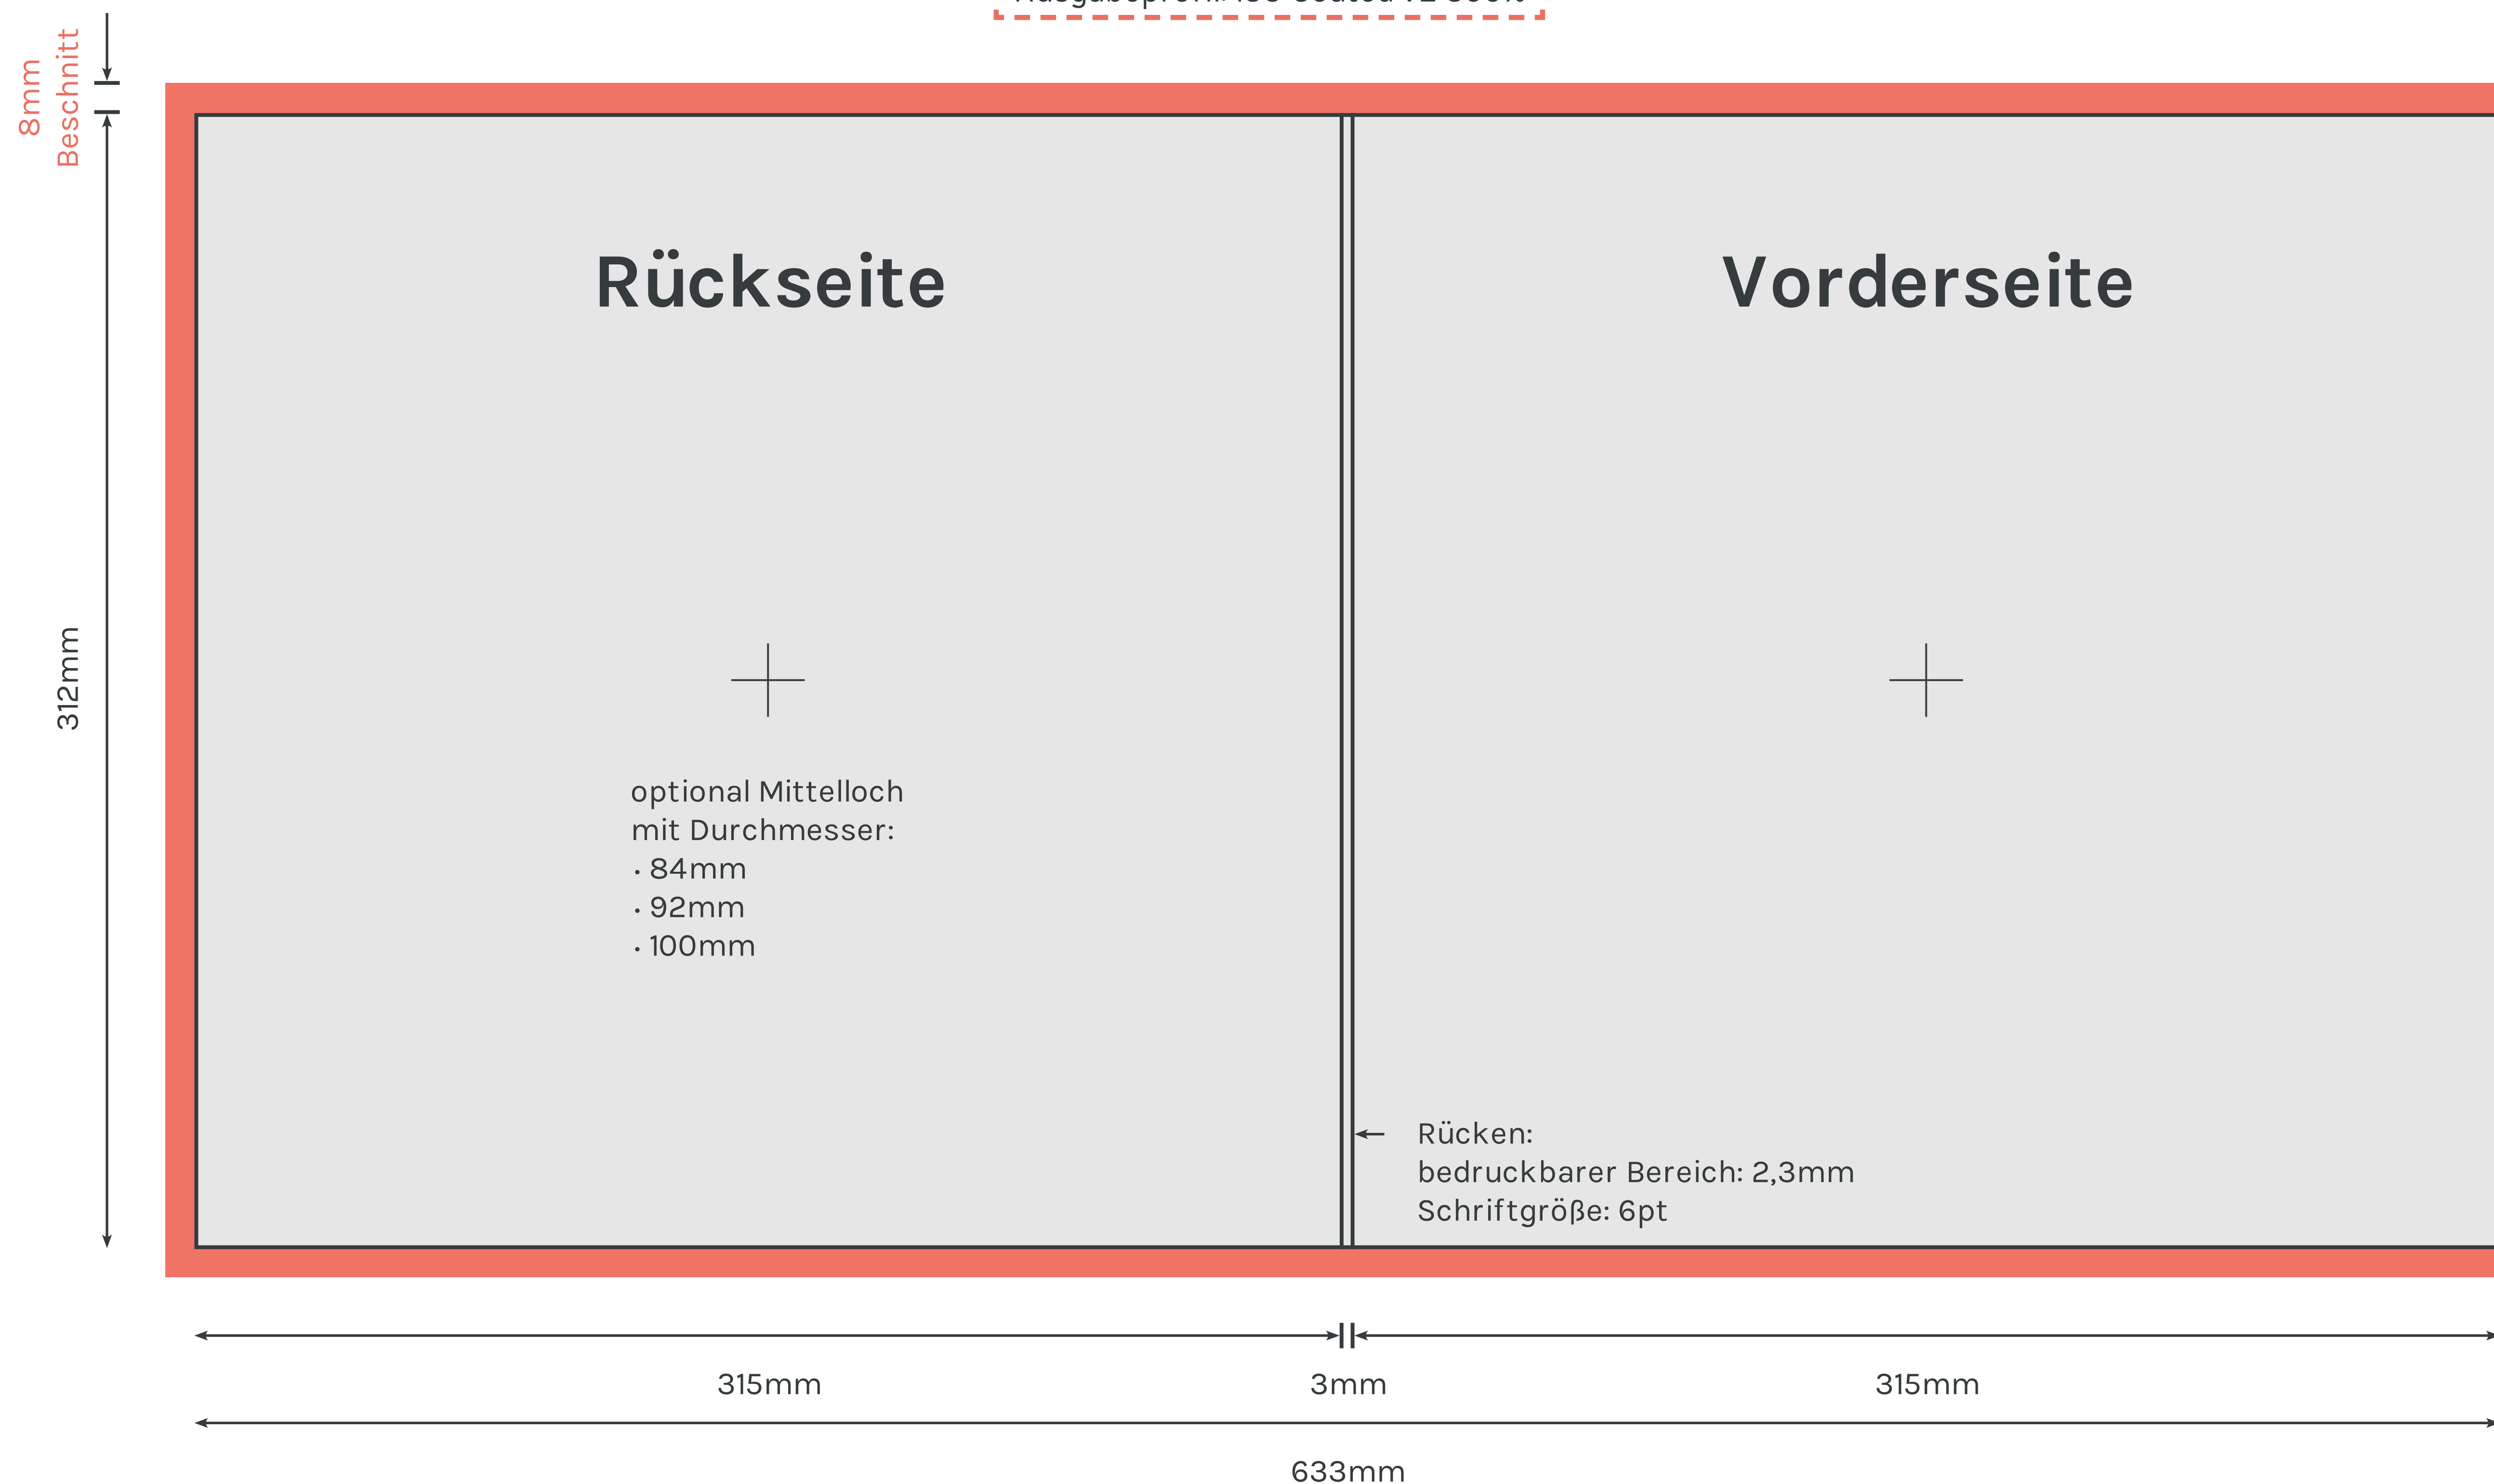 8mm
Beschnitt
Rückseite
Vorderseite
312mm
optional Mittelloch
mit Durchmesser:
· 84mm
· 92mm
· 100mm
Rücken:
bedruckbarer Bereich: 2,3mm
Schriftgröße: 6pt
315mm
3mm
315mm
633mm